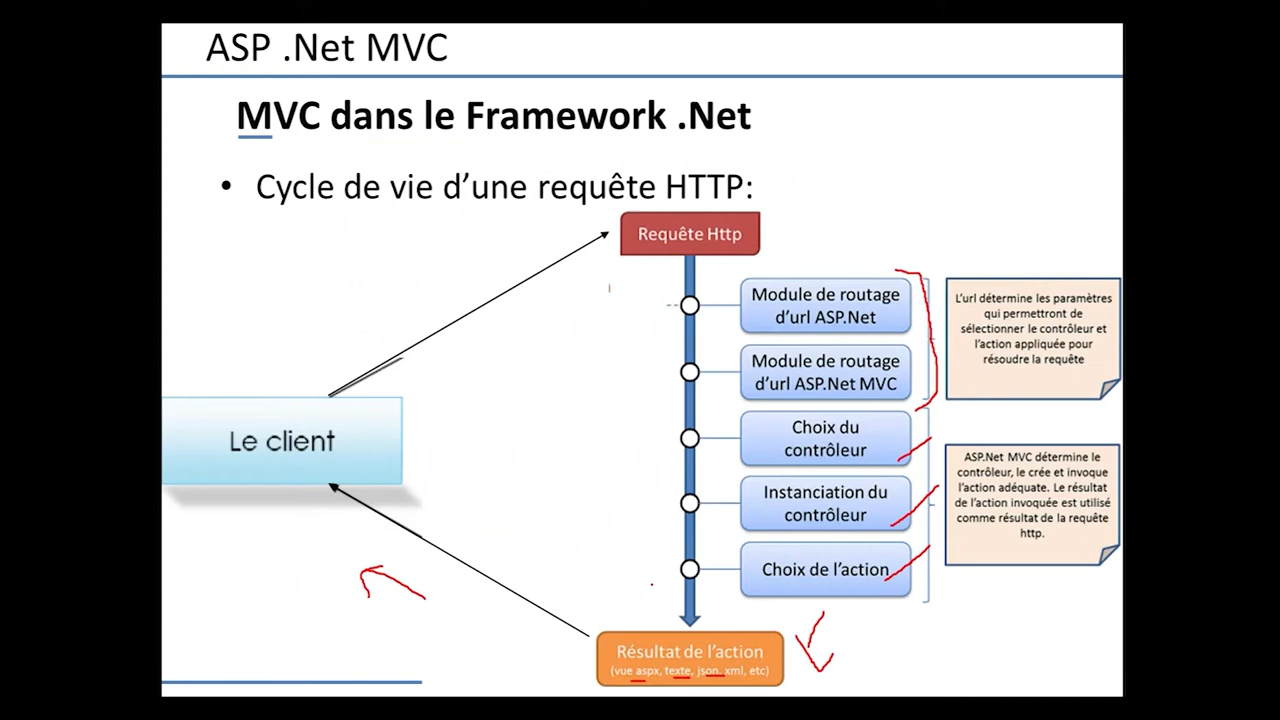 ASP .Net MVC
MVC dans le Framework .Net
• Cycle de vie d’une requête HTTP:
Requête Http
Module de routage
d’url ASP.Net
Module de routage
d’url ASP.Net MVC
L’url détermine les paramètres
qui permettront de
sélectionner le contrôleur et
l’action appliquée pour
résoudre la requête
Le client
Choix du
contrôleur
Instanciation du
contrôleur
Choix de l’action
ASP.Net MVC détermine le
contrôleur, le crée et invoque
l’action adéquate. Le résultat
de l’action invoquée est utilisé
comme résultat de la requête
http.
Résultat de l’action
(vue aspx, texte, json, xml, etc)